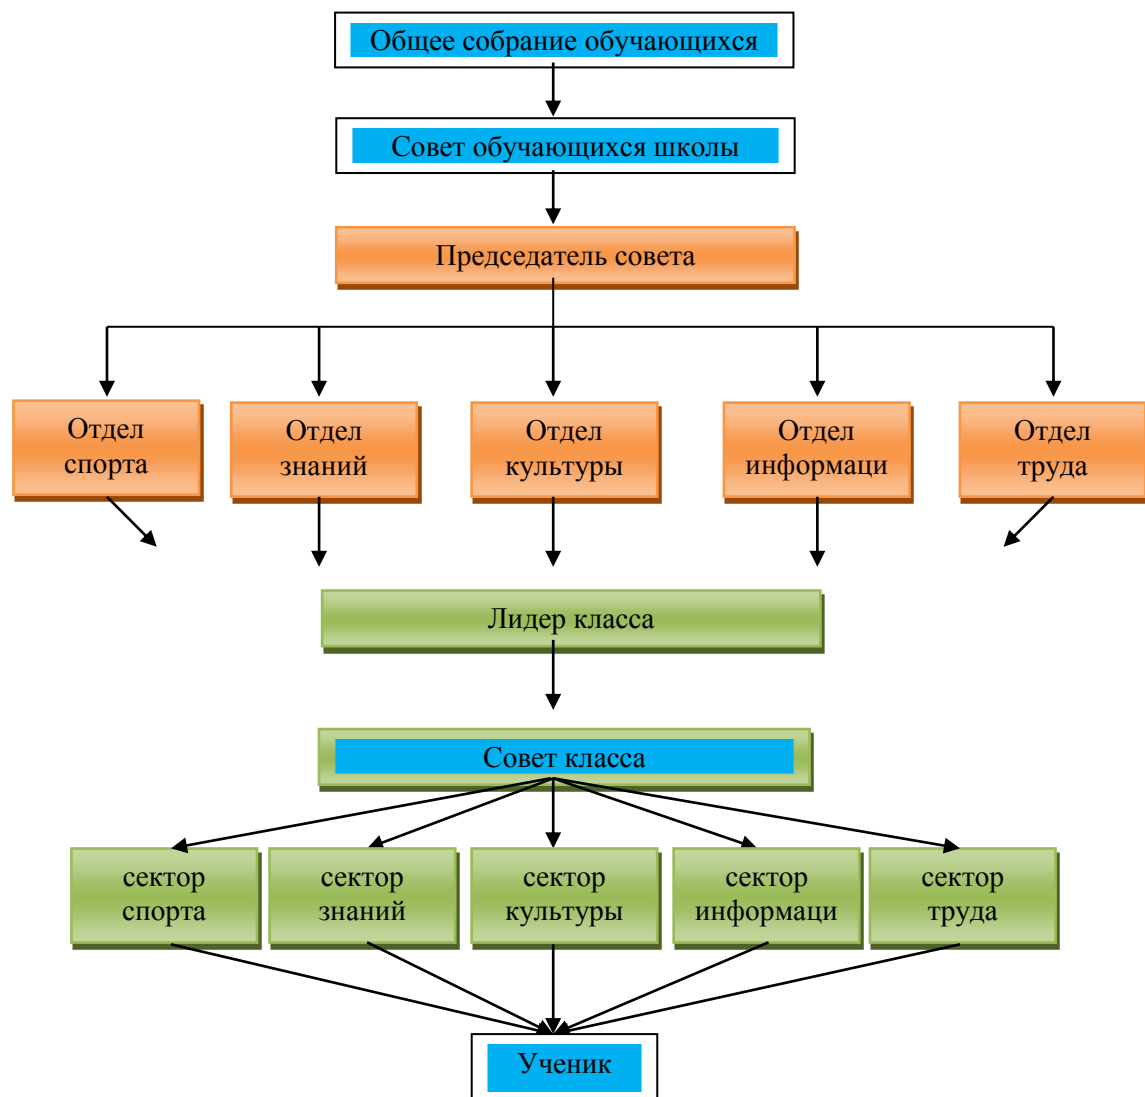 Общее собрание обучающихся
Совет обучающихся школы
Председатель совета
Отдел
спорта
Отдел
знаний
Отдел
культуры
Отдел
информаци
Отдел
труда
Лидер класса
Совет класса
сектор
спорта
сектор
знаний
сектор
культуры
сектор
информаци
сектор
труда
Ученик